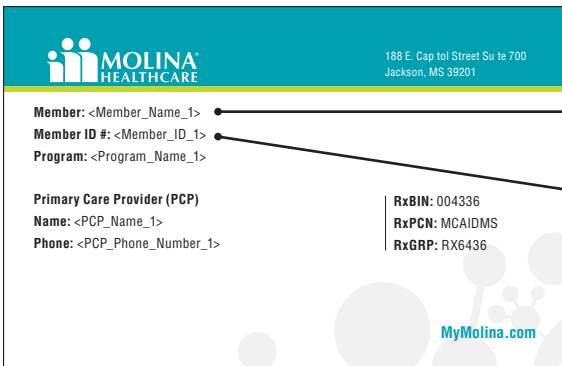 MOLINA
HEALTHCARE
188 E. Cap tol Street Su te 700
Jackson, MS 39201
Member: <Member_Name_1>
Member ID #: <Member_ID_1>
Program: <Program_Name_1>
Primary Care Provider (PCP)
Name: <PCP_Name_1>
Phone: <PCP_Phone_Number_1>
RxBIN: 004336
RxPCN: MCAIDMS
RxGRP: RX6436
MyMolina.com